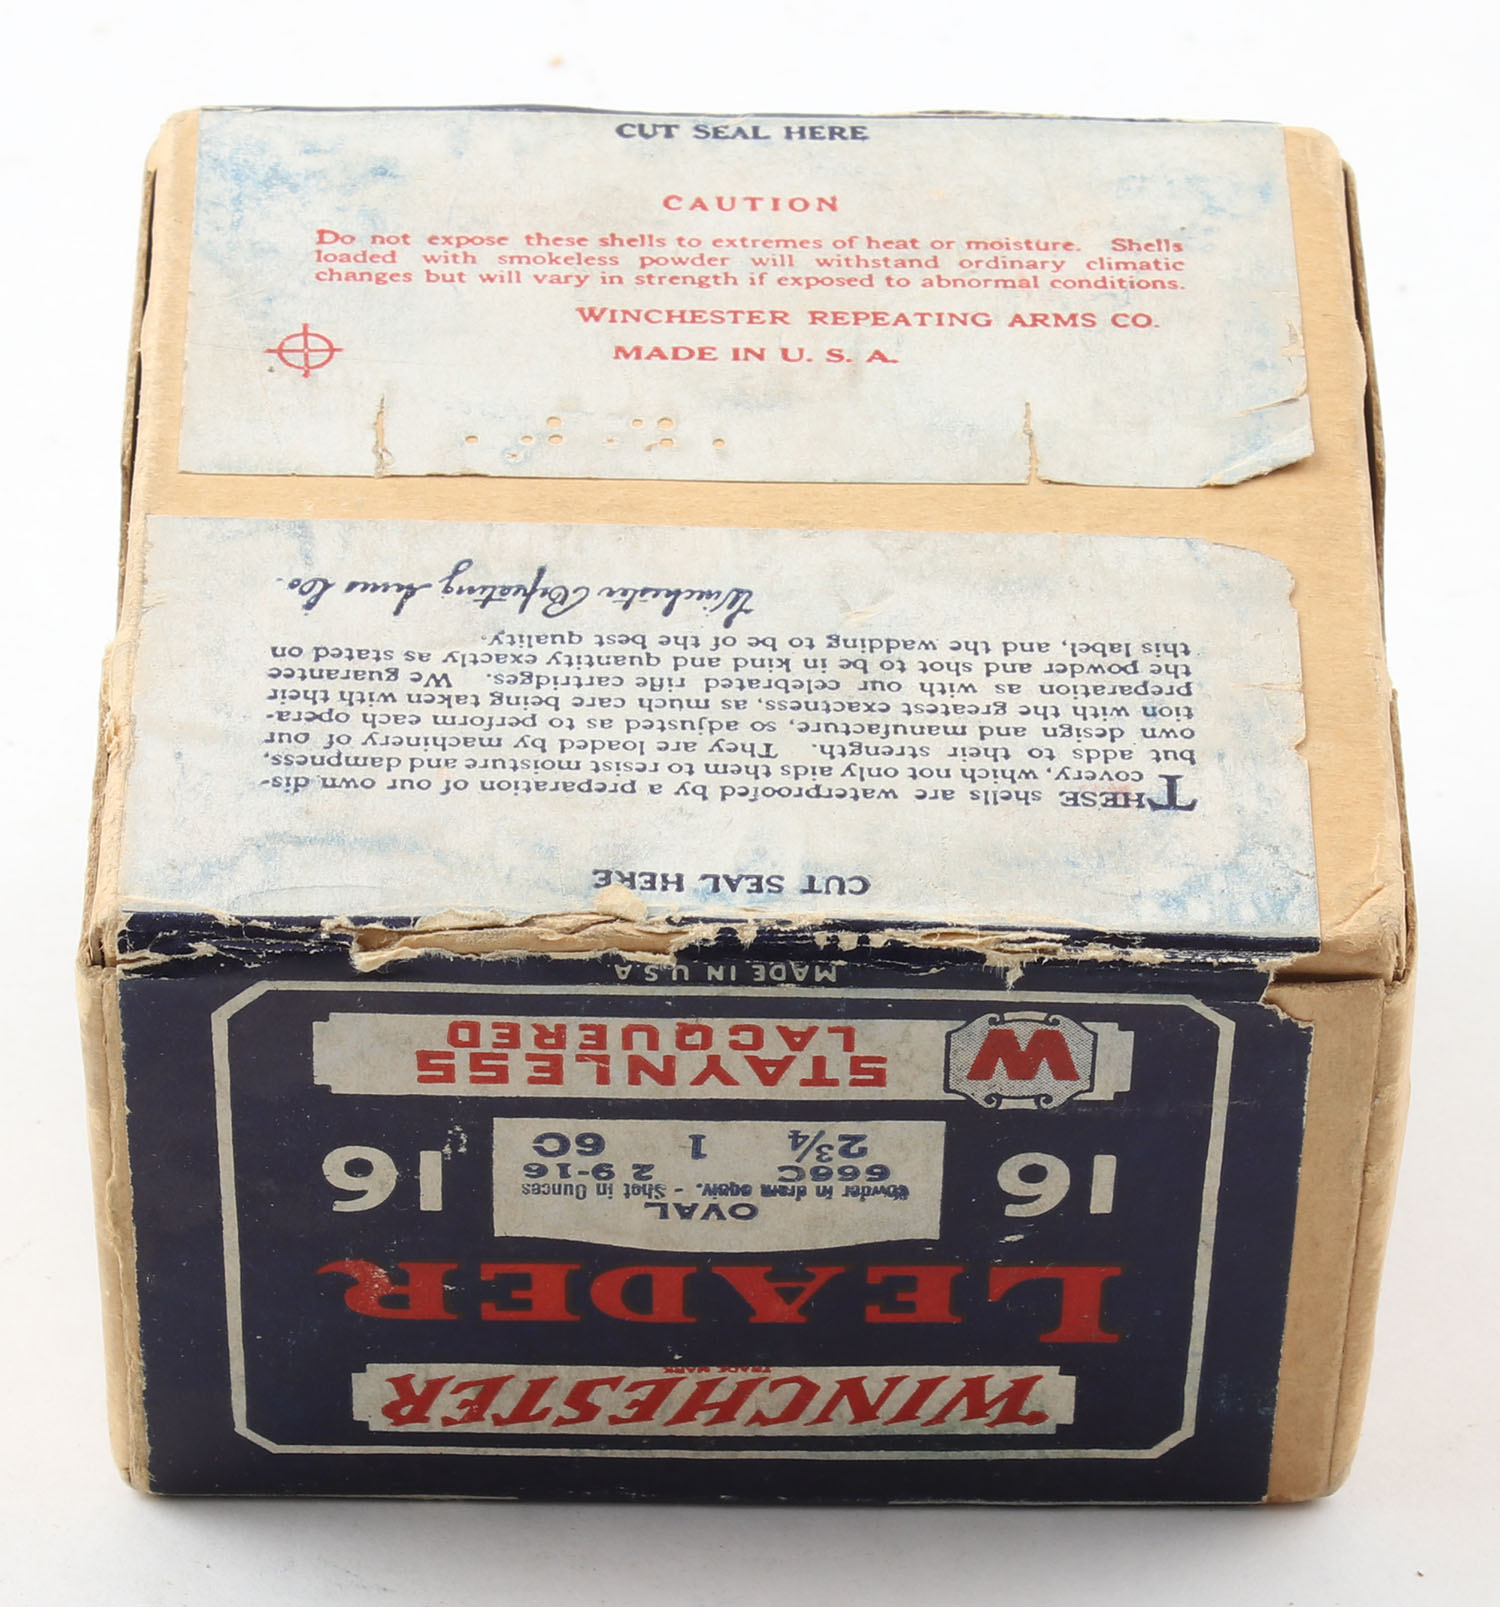 CUT SEAL HERE
CAUTION
Do not expose these shells to extremes of heat or moisture. Shells
loaded with smokeless powder will withstand ordinary climatic
changes but will vary in strength if exposed to abnormal conditions.
WINCHESTER REPEATING ARMS CO.
MADE IN U. S. A.
CUT SEAL HERE
THESE shells are waterproofed by a preparation of our own dis-
covery, which not only aids them to resist moisture and dampness,
but adds to their strength. They are loaded by machinery of our
own design and manufacture, so adjusted as to perform each opera-
tion with the greatest exactness, as much care being taken with their
preparation as with our celebrated rifle cartridges. We guarantee
the powder and shot to be in kind and quantity exactly as stated on
this label, and the wadding to be of the best quality.
Winchester Repeating Arms Co.
WINCHESTER
TRADE MARK
LEADER
16
OVAL
Powder in dram equiv. - Shot in Ounces
666C 2 9-16
2¾ 1 6C
16
W
STAYNLESS
LACQUERED
MADE IN U.S.A